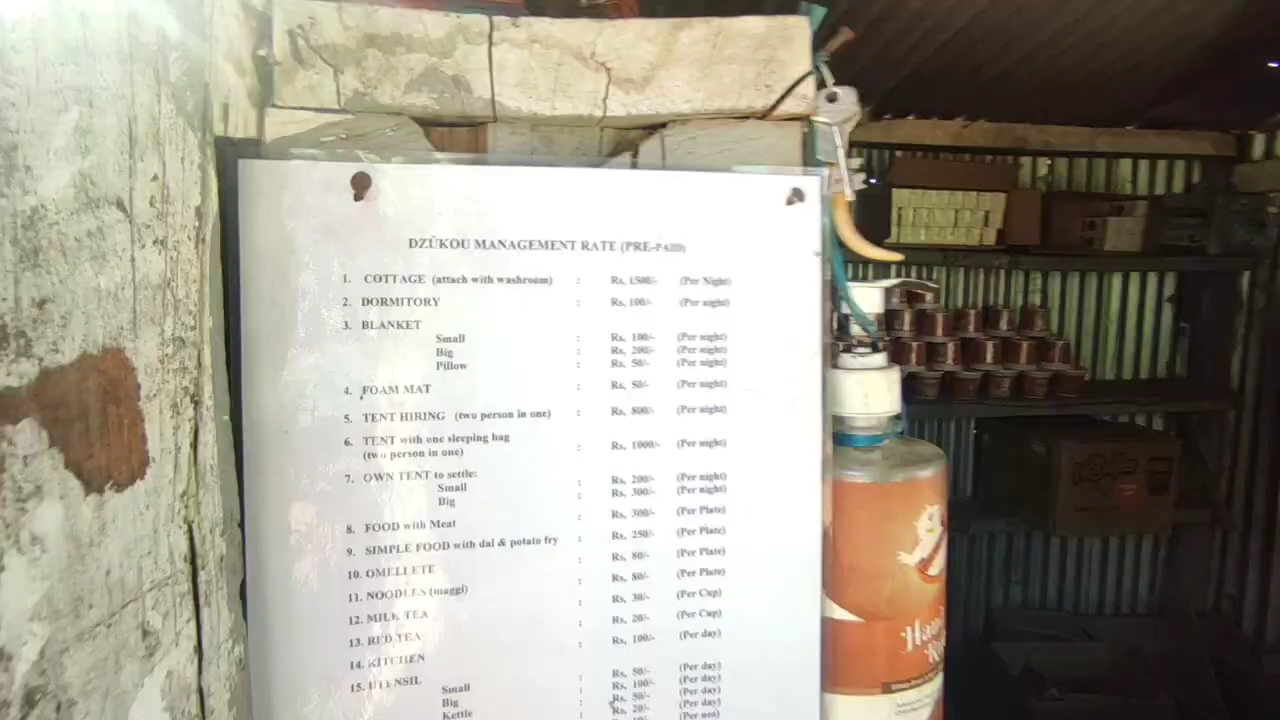 DZÜKOU MANAGEMENT RATE (PRE-PAID)
1. COTTAGE (attach with washroom) : Rs. 1500/- (Per Night)
2. DORMITORY : Rs. 100/- (Per night)
3. BLANKET
Small : Rs. 100/- (Per night)
Big : Rs. 200/- (Per night)
Pillow : Rs. 50/- (Per night)
4. FOAM MAT : Rs. 50/- (Per night)
5. TENT HIRING (two person in one) : Rs. 800/- (Per night)
6. TENT with one sleeping bag
(two person in one) : Rs. 1000/- (Per night)
7. OWN TENT to settle:
Small : Rs. 200/- (Per night)
Big : Rs. 300/- (Per night)
8. FOOD with Meat : Rs. 300/- (Per Plate)
9. SIMPLE FOOD with dal & potato fry : Rs. 250/- (Per Plate)
10. OMELLETE : Rs. 80/- (Per Plate)
11. NOODLES (maggi) : Rs. 80/- (Per Plate)
12. MILK TEA : Rs. 30/- (Per Cup)
13. RED TEA : Rs. 20/- (Per Cup)
14. KITCHEN : Rs. 100/- (Per day)
15. UTENSIL
Small : Rs. 50/- (Per day)
Big : Rs. 100/- (Per day)
Kettle : Rs. 50/- (Per day)
Rs. 20/- (Per day)